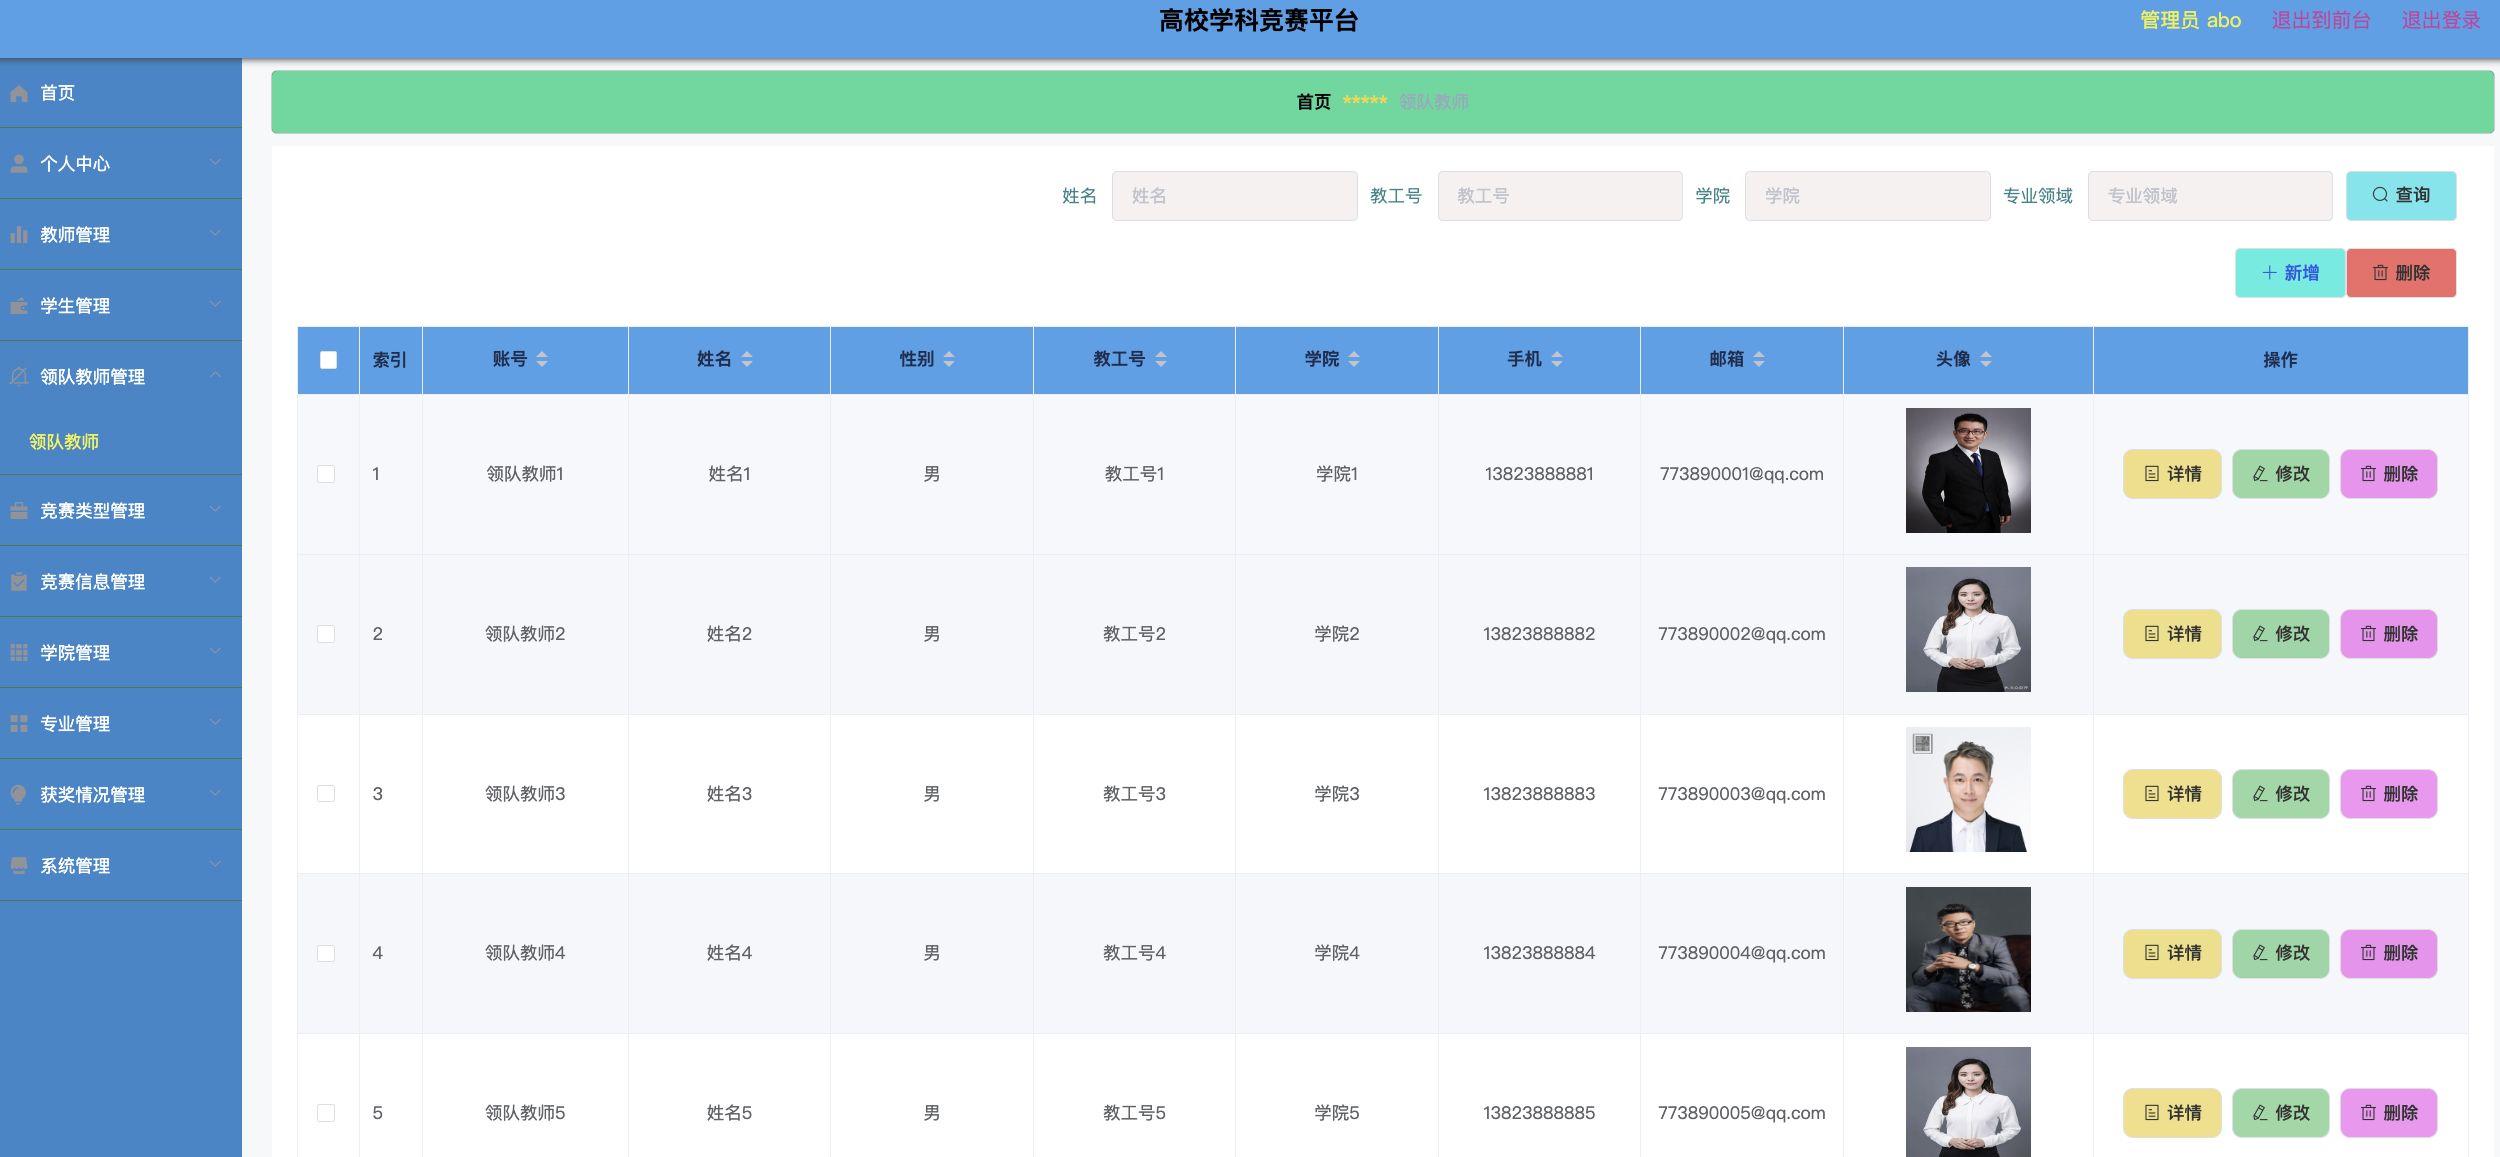 高校学科竞赛平台
管理员 abo 退出到前台 退出登录
首页
个人中心
教师管理
学生管理
领队教师管理
领队教师
竞赛类型管理
竞赛信息管理
学院管理
专业管理
获奖情况管理
系统管理
首页 ***** 领队教师
姓名 姓名 教工号 教工号 学院 学院 专业领域 专业领域 查询
新增 删除
索引 账号 姓名 性别 教工号 学院 手机 邮箱 头像 操作
1 领队教师1 姓名1 男 教工号1 学院1 13823888881 773890001@qq.com 详情 修改 删除
2 领队教师2 姓名2 男 教工号2 学院2 13823888882 773890002@qq.com 详情 修改 删除
3 领队教师3 姓名3 男 教工号3 学院3 13823888883 773890003@qq.com 详情 修改 删除
4 领队教师4 姓名4 男 教工号4 学院4 13823888884 773890004@qq.com 详情 修改 删除
5 领队教师5 姓名5 男 教工号5 学院5 13823888885 773890005@qq.com 详情 修改 删除